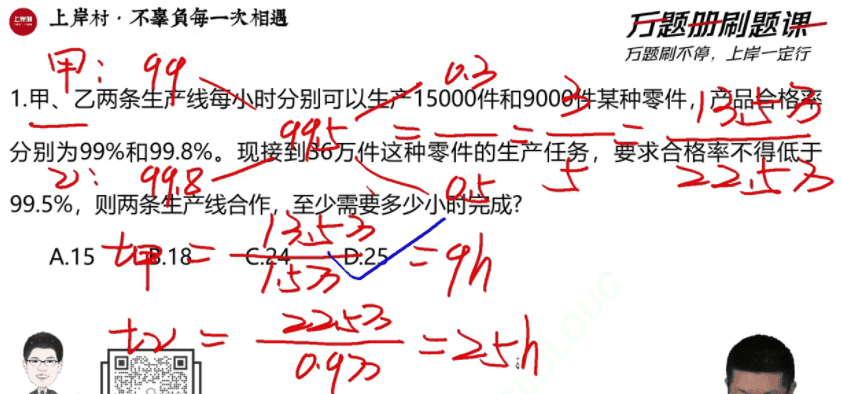 上岸村 上岸村·不辜負每一次相遇
万题册刷题课
万题刷不停，上岸一定行
甲：99 0.3
1.甲、乙两条生产线每小时分别可以生产15000件和9000件某种零件，产品合格率
99.5 = — = 3/5 = 13.5万/22.5万
分别为99%和99.8%。现接到36万件这种零件的生产任务，要求合格率不得低于
乙：99.8 0.5
99.5%，则两条生产线合作，至少需要多少小时完成?
A.15 B.18 C.24 D.25
t甲 = 13.5万/1.5万 = 9h
t乙 = 22.5万/0.9万 = 25h